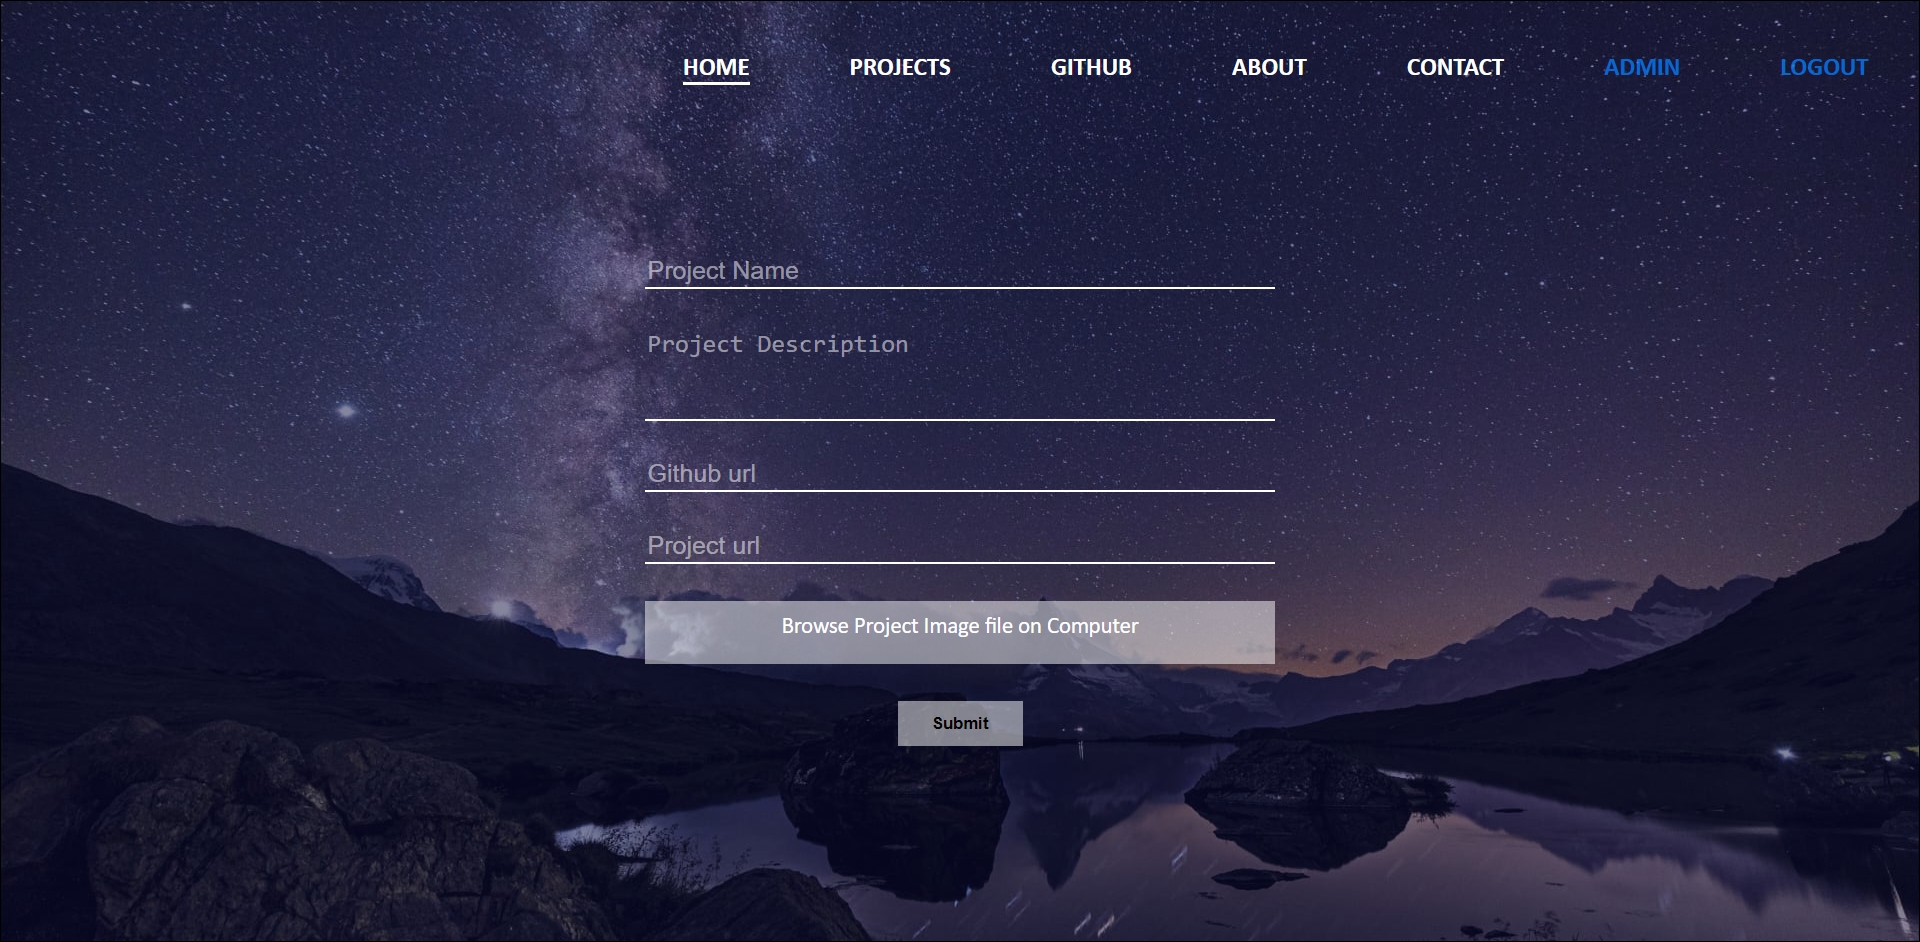 HOME PROJECTS GITHUB ABOUT CONTACT ADMIN LOGOUT
Project Name
Project Description
Github url
Project url
Browse Project Image file on Computer
Submit